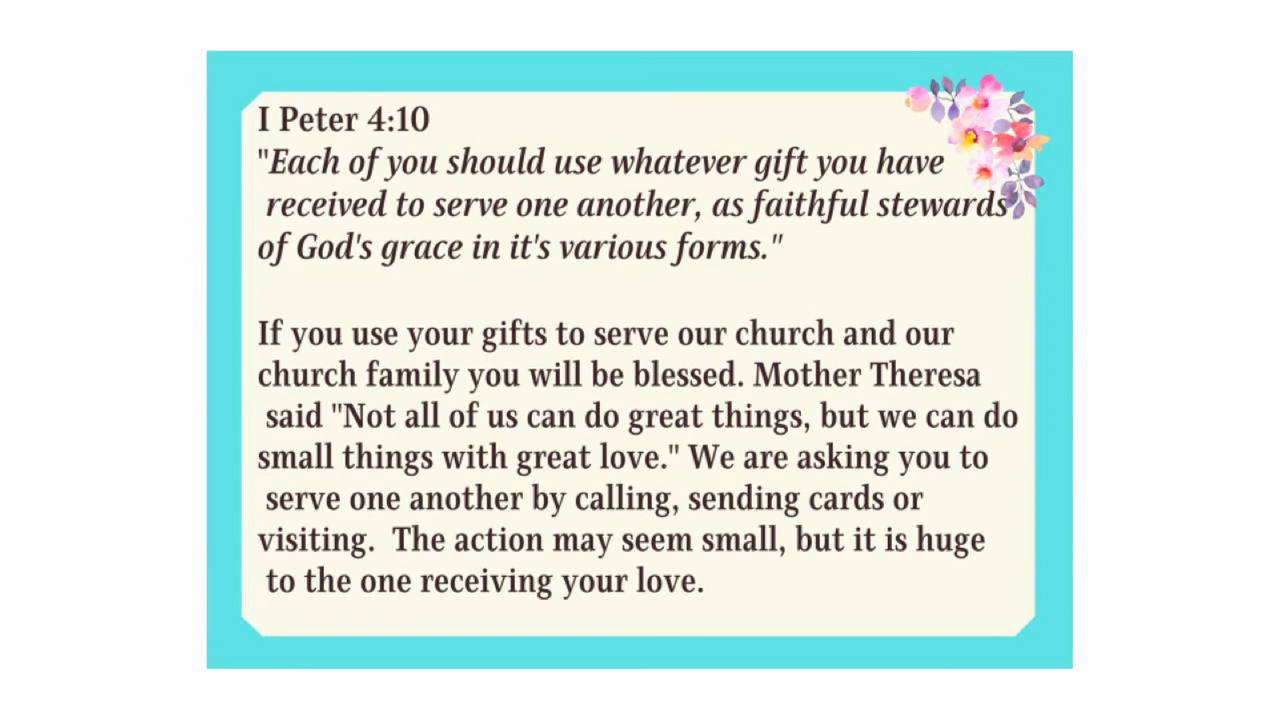 I Peter 4:10
"Each of you should use whatever gift you have
received to serve one another, as faithful stewards
of God's grace in it's various forms."
If you use your gifts to serve our church and our
church family you will be blessed. Mother Theresa
said "Not all of us can do great things, but we can do
small things with great love." We are asking you to
serve one another by calling, sending cards or
visiting.  The action may seem small, but it is huge
to the one receiving your love.